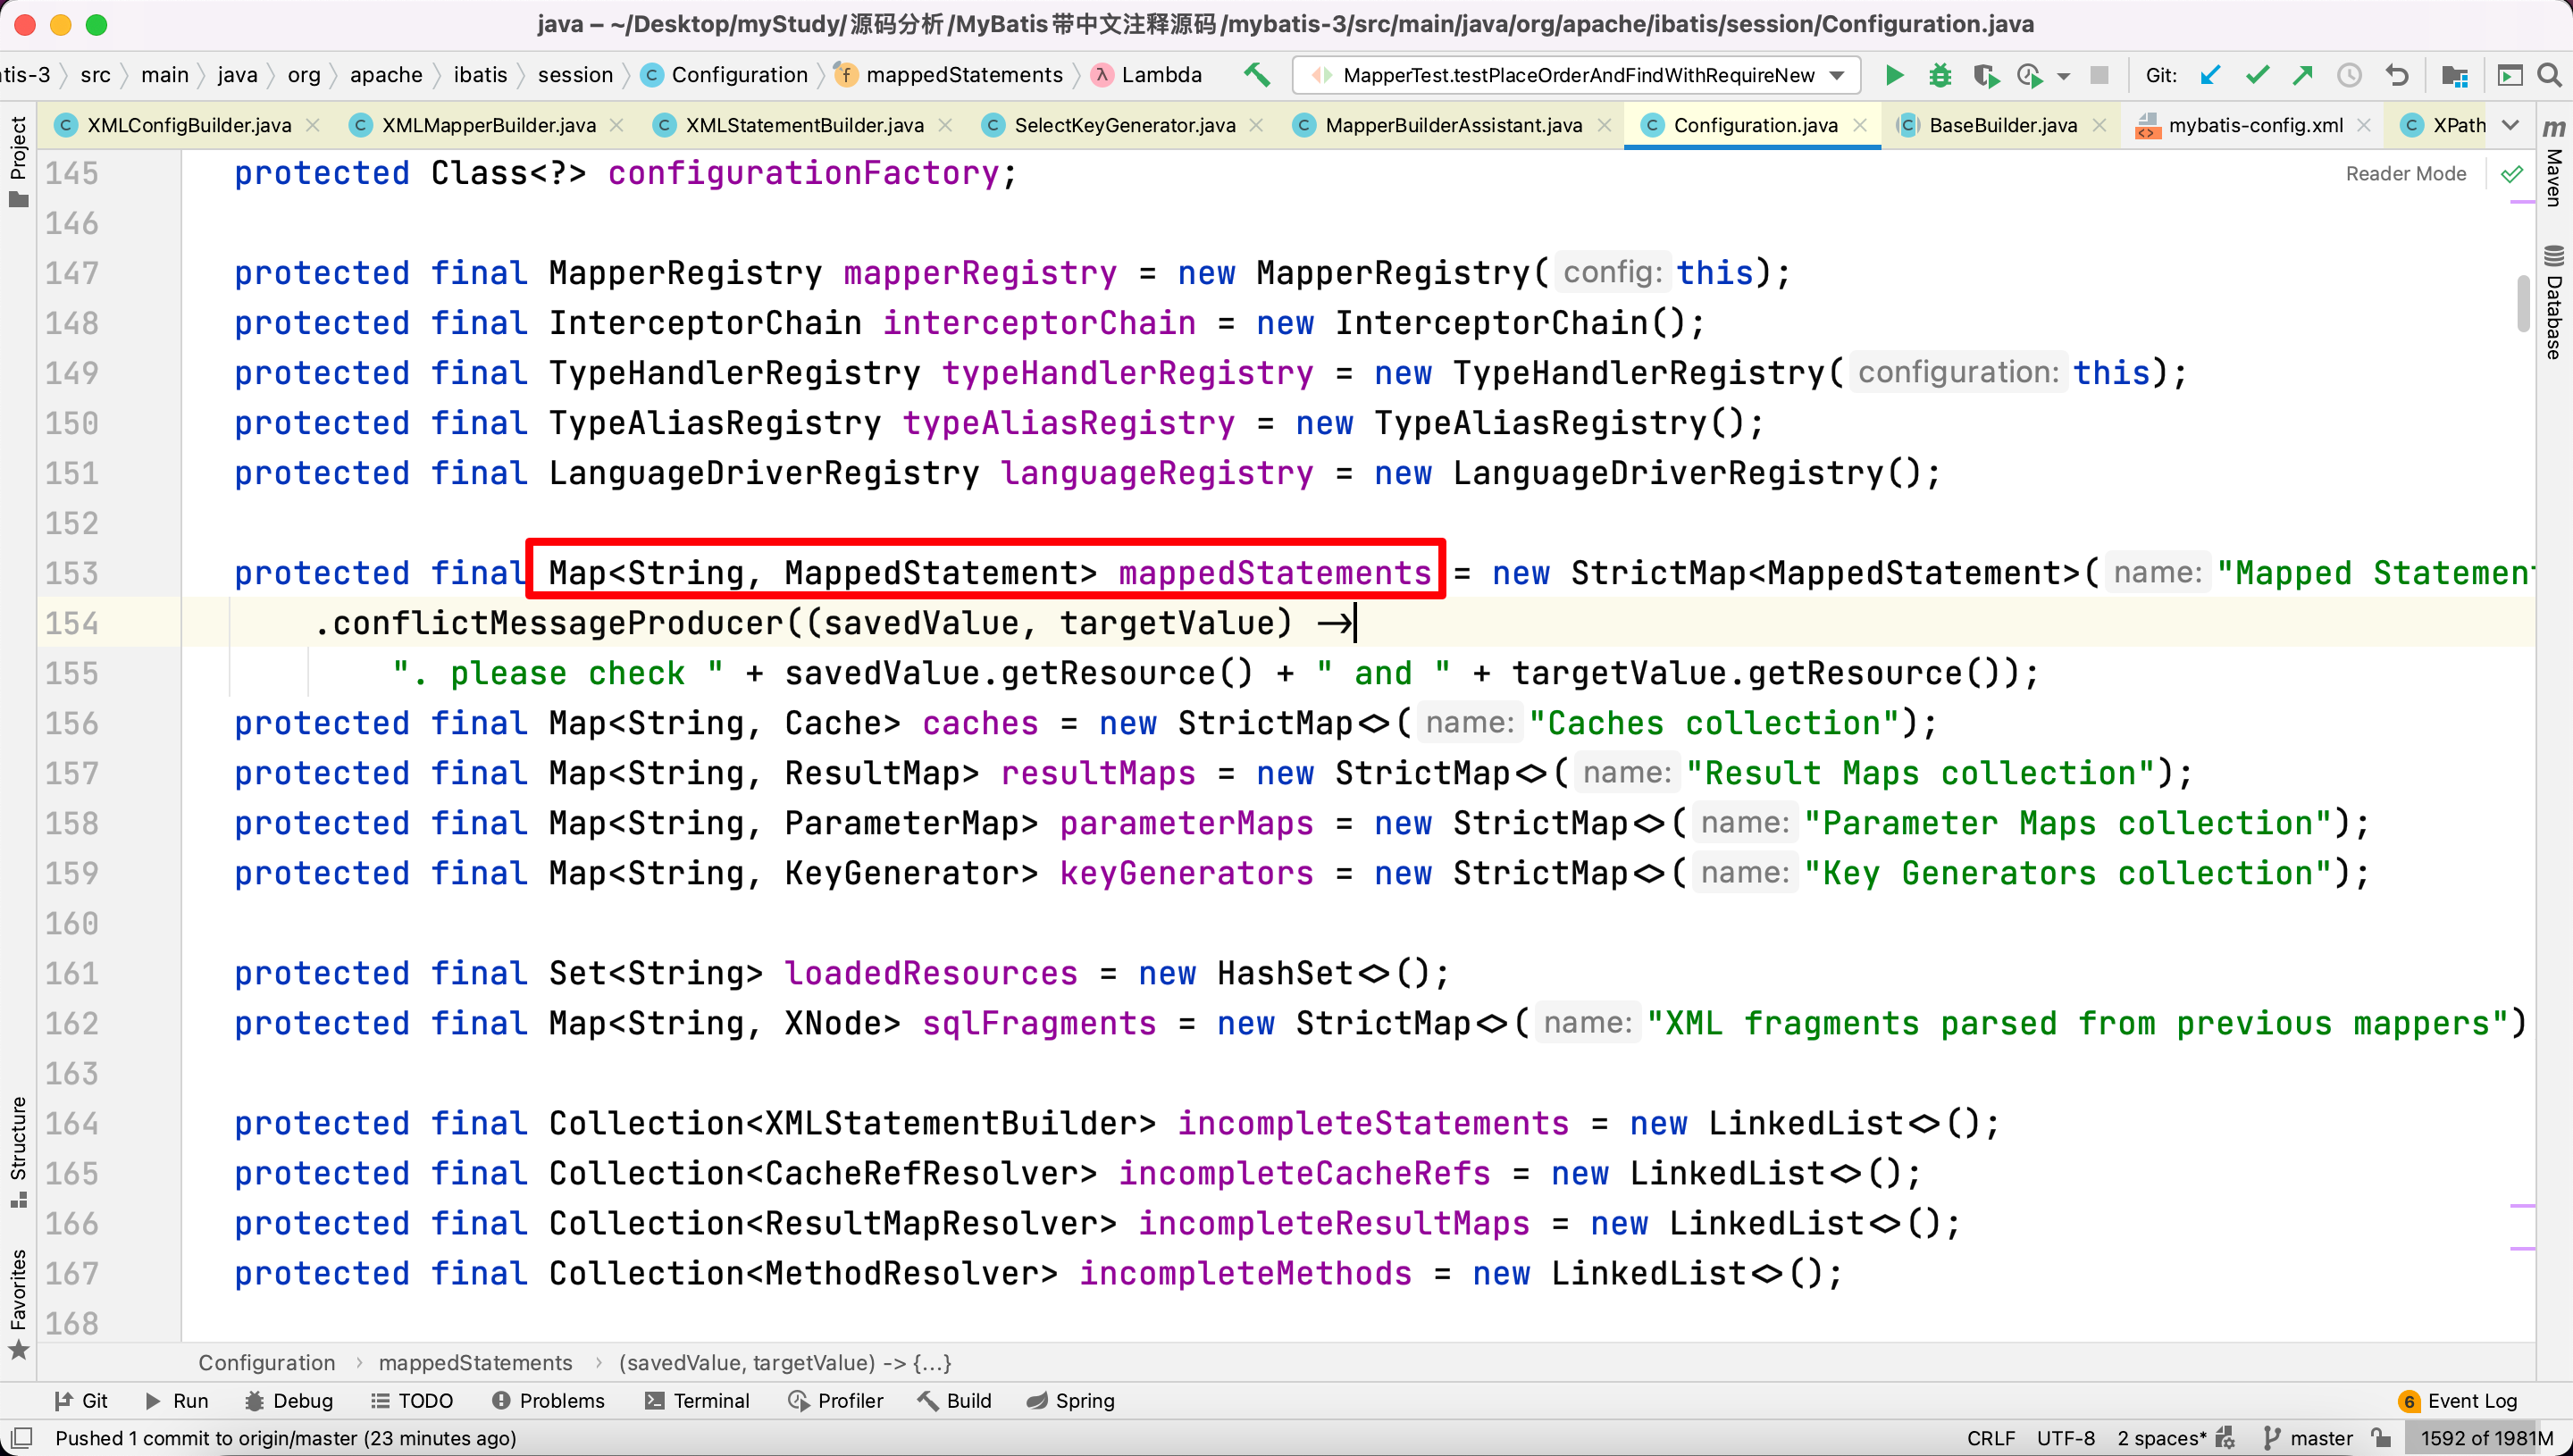 java – ~/Desktop/myStudy/源码分析/MyBatis带中文注释源码/mybatis-3/src/main/java/org/apache/ibatis/session/Configuration.java
tis-3 src main java org apache ibatis session Configuration mappedStatements Lambda MapperTest.testPlaceOrderAndFindWithRequireNew Git:
XMLConfigBuilder.java XMLMapperBuilder.java XMLStatementBuilder.java SelectKeyGenerator.java MapperBuilderAssistant.java Configuration.java BaseBuilder.java mybatis-config.xml XPath
Project
Structure
Favorites
Maven
Database
Reader Mode
145 protected Class<?> configurationFactory;
146
147 protected final MapperRegistry mapperRegistry = new MapperRegistry( config: this);
148 protected final InterceptorChain interceptorChain = new InterceptorChain();
149 protected final TypeHandlerRegistry typeHandlerRegistry = new TypeHandlerRegistry( configuration: this);
150 protected final TypeAliasRegistry typeAliasRegistry = new TypeAliasRegistry();
151 protected final LanguageDriverRegistry languageRegistry = new LanguageDriverRegistry();
152
153 protected final Map<String, MappedStatement> mappedStatements = new StrictMap<MappedStatement>( name: "Mapped Statement
154 .conflictMessageProducer((savedValue, targetValue) ->
155 ". please check " + savedValue.getResource() + " and " + targetValue.getResource());
156 protected final Map<String, Cache> caches = new StrictMap<>( name: "Caches collection");
157 protected final Map<String, ResultMap> resultMaps = new StrictMap<>( name: "Result Maps collection");
158 protected final Map<String, ParameterMap> parameterMaps = new StrictMap<>( name: "Parameter Maps collection");
159 protected final Map<String, KeyGenerator> keyGenerators = new StrictMap<>( name: "Key Generators collection");
160
161 protected final Set<String> loadedResources = new HashSet<>();
162 protected final Map<String, XNode> sqlFragments = new StrictMap<>( name: "XML fragments parsed from previous mappers")
163
164 protected final Collection<XMLStatementBuilder> incompleteStatements = new LinkedList<>();
165 protected final Collection<CacheRefResolver> incompleteCacheRefs = new LinkedList<>();
166 protected final Collection<ResultMapResolver> incompleteResultMaps = new LinkedList<>();
167 protected final Collection<MethodResolver> incompleteMethods = new LinkedList<>();
168
Configuration › mappedStatements › (savedValue, targetValue) -> {...}
Git Run Debug TODO Problems Terminal Profiler Build Spring 6 Event Log
Pushed 1 commit to origin/master (23 minutes ago) CRLF UTF-8 2 spaces* master 1592 of 1981M